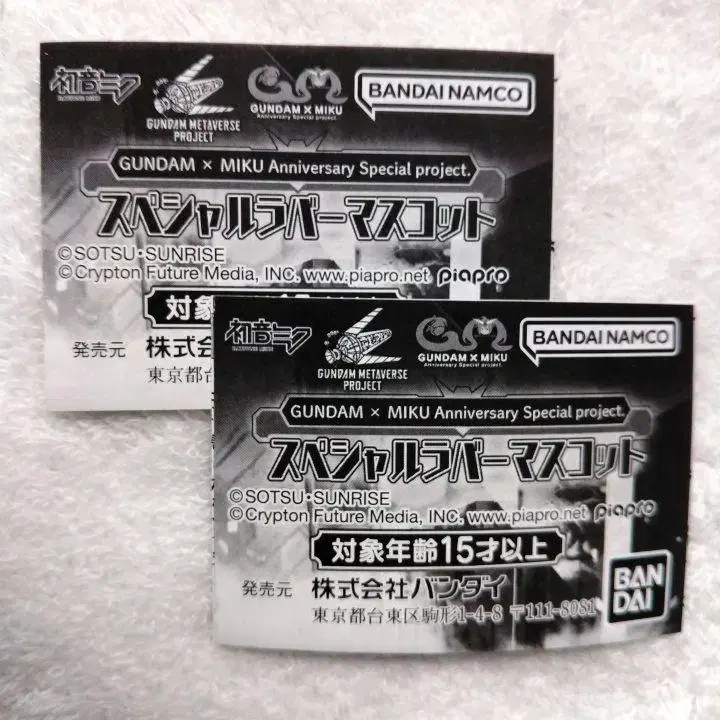 初音ミク
GUNDAM METAVERSE
PROJECT
GUNDAM×MIKU
Anniversary Special project.
BANDAI NAMCO
GUNDAM × MIKU Anniversary Special project.
スペシャルラバーマスコット
©SOTSU・SUNRISE
©Crypton Future Media, INC. www.piapro.net piapro
対象
発売元 株式会
東京都台
初音ミク
GUNDAM METAVERSE
PROJECT
GUNDAM×MIKU
Anniversary Special project.
BANDAI NAMCO
GUNDAM × MIKU Anniversary Special project.
スペシャルラバーマスコット
©SOTSU・SUNRISE
©Crypton Future Media, INC. www.piapro.net piapro
対象年齢15才以上
発売元 株式会社バンダイ
東京都台東区駒形1-4-8 〒111-8081
BAN
DAI